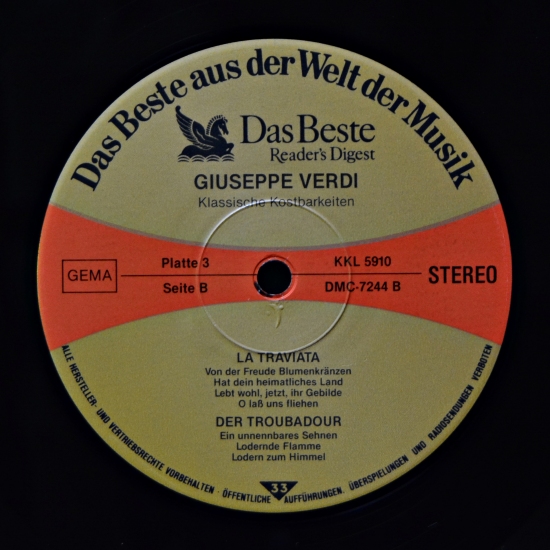 Das Beste aus der Welt der Musik
Das Beste
Reader's Digest
GIUSEPPE VERDI
Klassische Kostbarkeiten
GEMA
Platte 3
Seite B
KKL 5910
DMC-7244 B
STEREO
LA TRAVIATA
Von der Freude Blumenkränzen
Hat dein heimatliches Land
Lebt wohl, jetzt, ihr Gebilde
O laß uns fliehen
DER TROUBADOUR
Ein unnennbares Sehnen
Lodernde Flamme
Lodern zum Himmel
33
ALLE HERSTELLER- UND VERTRIEBSRECHTE VORBEHALTEN · ÖFFENTLICHE AUFFÜHRUNGEN, ÜBERSPIELUNGEN UND RADIOSENDUNGEN VERBOTEN